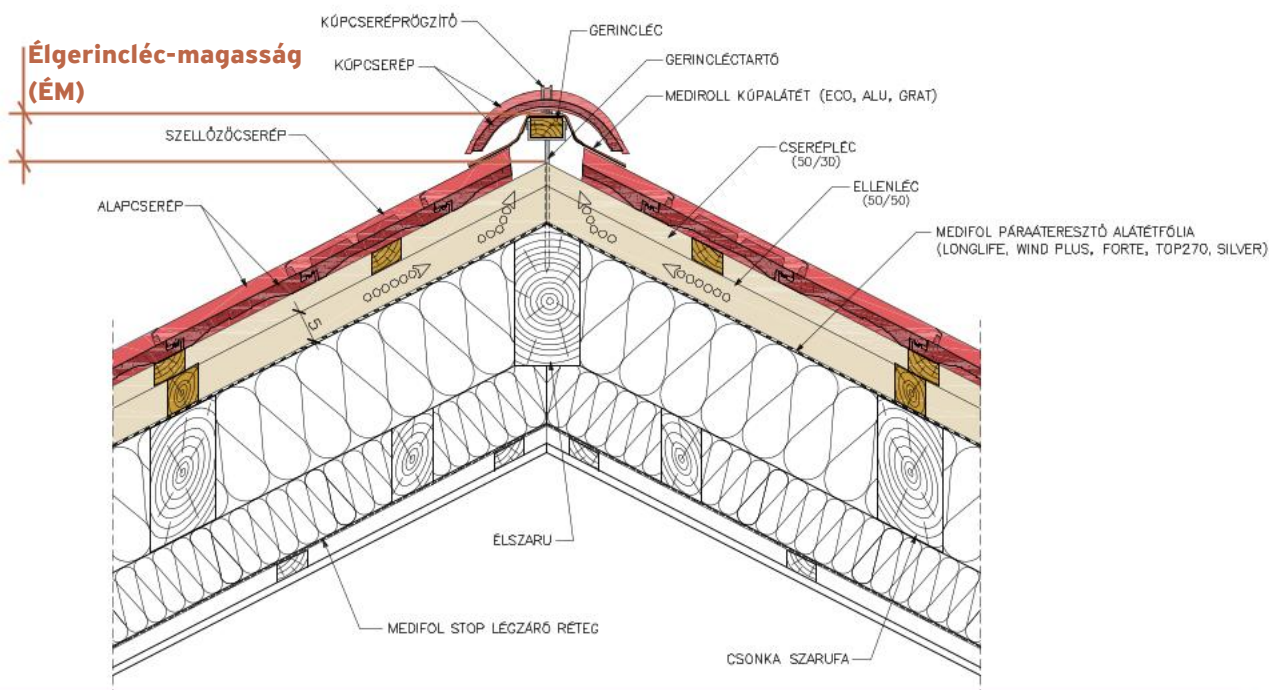 KÚPCSERÉPRÖGZÍTŐ
GERINCLÉC
Élgerincléc-magasság
(ÉM)
KÚPCSERÉP
GERINCLÉCTARTÓ
MEDIROLL KÚPALÁTÉT (ECO, ALU, GRAT)
SZELLŐZŐCSERÉP
CSERÉPLÉC
(50/30)
ELLENLÉC
(50/50)
ALAPCSERÉP
MEDIFOL PÁRAÁTERESZTŐ ALÁTÉTFÓLIA
(LONGLIFE, WIND PLUS, FORTE, TOP270, SILVER)
5
ÉLSZARU
MEDIFOL STOP LÉGZÁRÓ RÉTEG
CSONKA SZARUFA